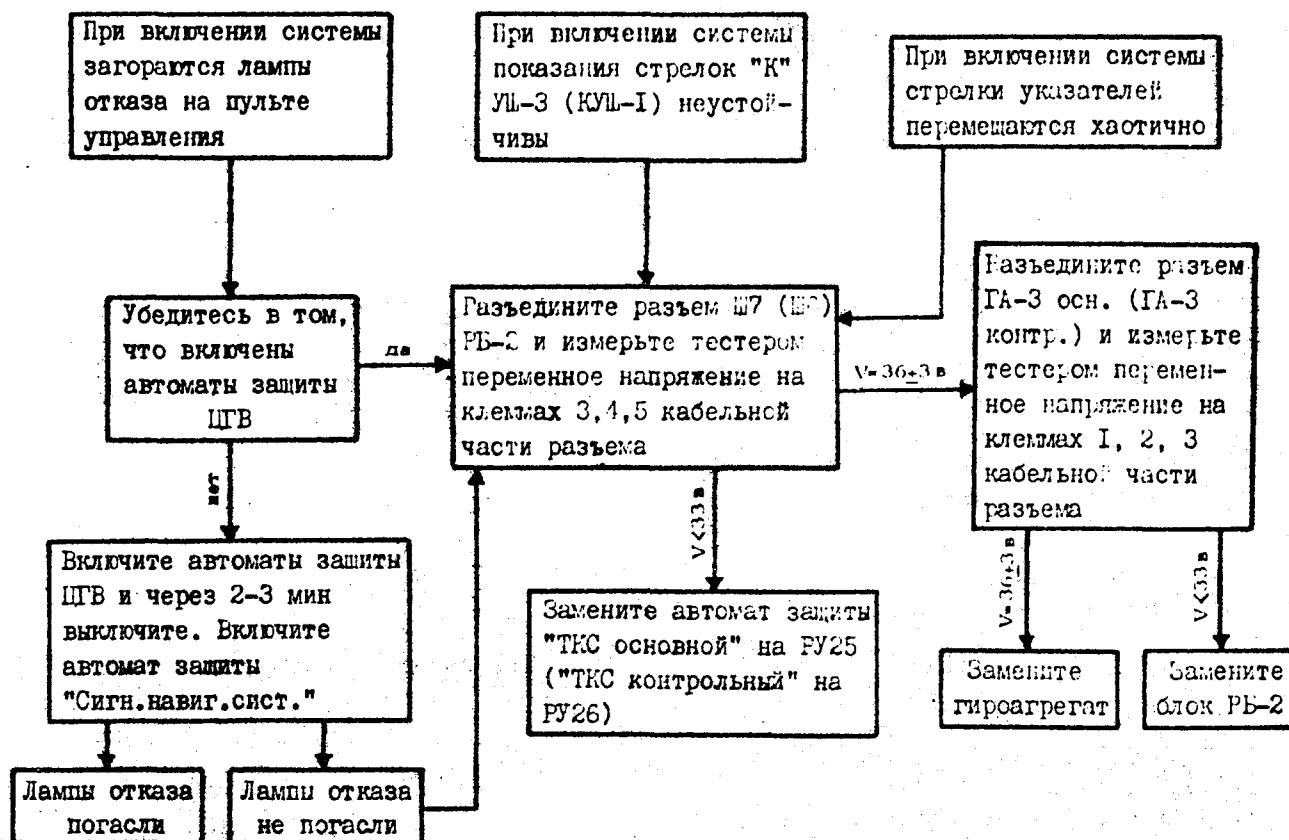 При включении системы
загораются лампы
отказа на пульте
управления
При включении системы
показания стрелок "К"
УШ-3 (КУШ-I) неустой-
чивы
При включении системы
стрелки указателей
перемещаются хаотично
Убедитесь в том,
что включены
автоматы защиты
ЦГВ
да
Разъедините разъем Ш7
РБ-2 и измерьте тестером
переменное напряжение на
клеммах 3,4,5 кабельной
части разъема
V=36±3 в
Разъедините разъем
ГА-3 осн. (ГА-3
контр.) и измерьте
тестером перемен-
ное напряжение на
клеммах I, 2, 3
кабельной части
разъема
нет
V<33 в
V=36±3 в
V<33 в
Включите автоматы защиты
ЦГВ и через 2-3 мин
выключите. Включите
автомат защиты
"Сигн.навиг.сист."
Замените автомат защиты
"ТКС основной" на РУ25
("ТКС контрольный" на
РУ26)
Замените
гироагрегат
Замените
блок РБ-2
Лампы отказа
погасли
Лампы отказа
не погасли